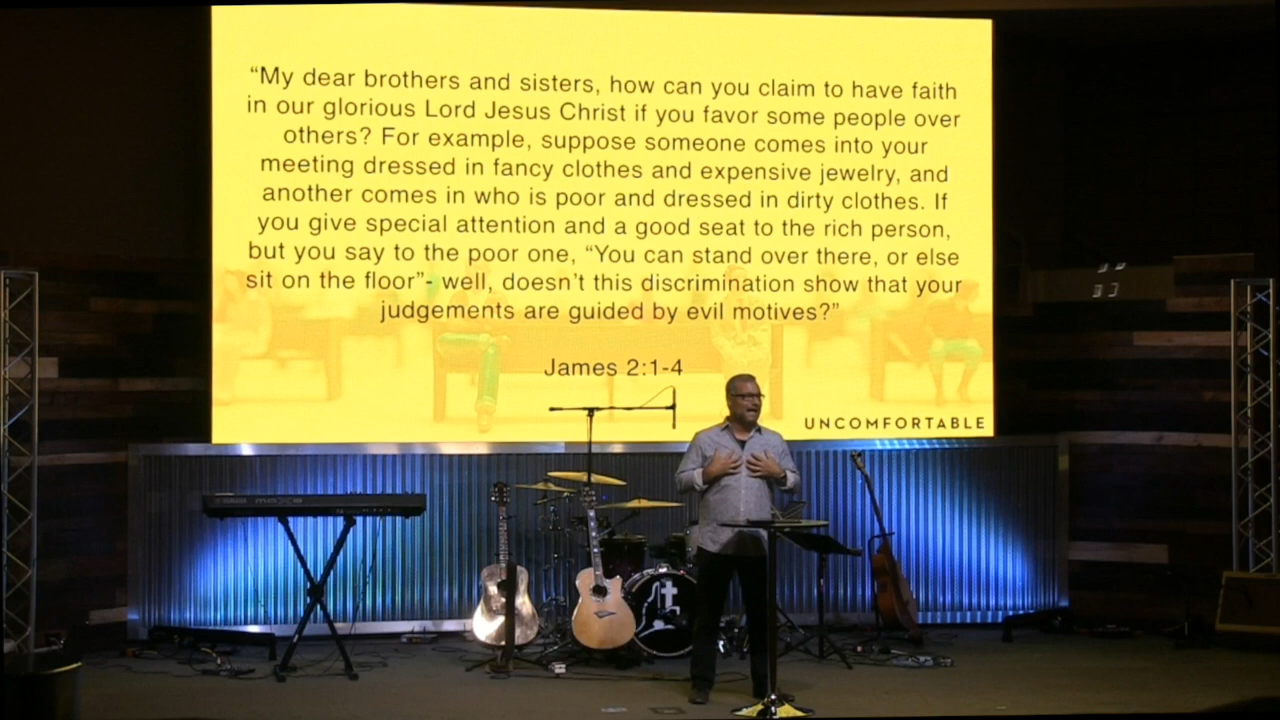 “My dear brothers and sisters, how can you claim to have faith
in our glorious Lord Jesus Christ if you favor some people over
others? For example, suppose someone comes into your
meeting dressed in fancy clothes and expensive jewelry, and
another comes in who is poor and dressed in dirty clothes. If
you give special attention and a good seat to the rich person,
but you say to the poor one, “You can stand over there, or else
sit on the floor”- well, doesn’t this discrimination show that your
judgements are guided by evil motives?”
James 2:1-4
UNCOMFORTABLE
YAMAHA